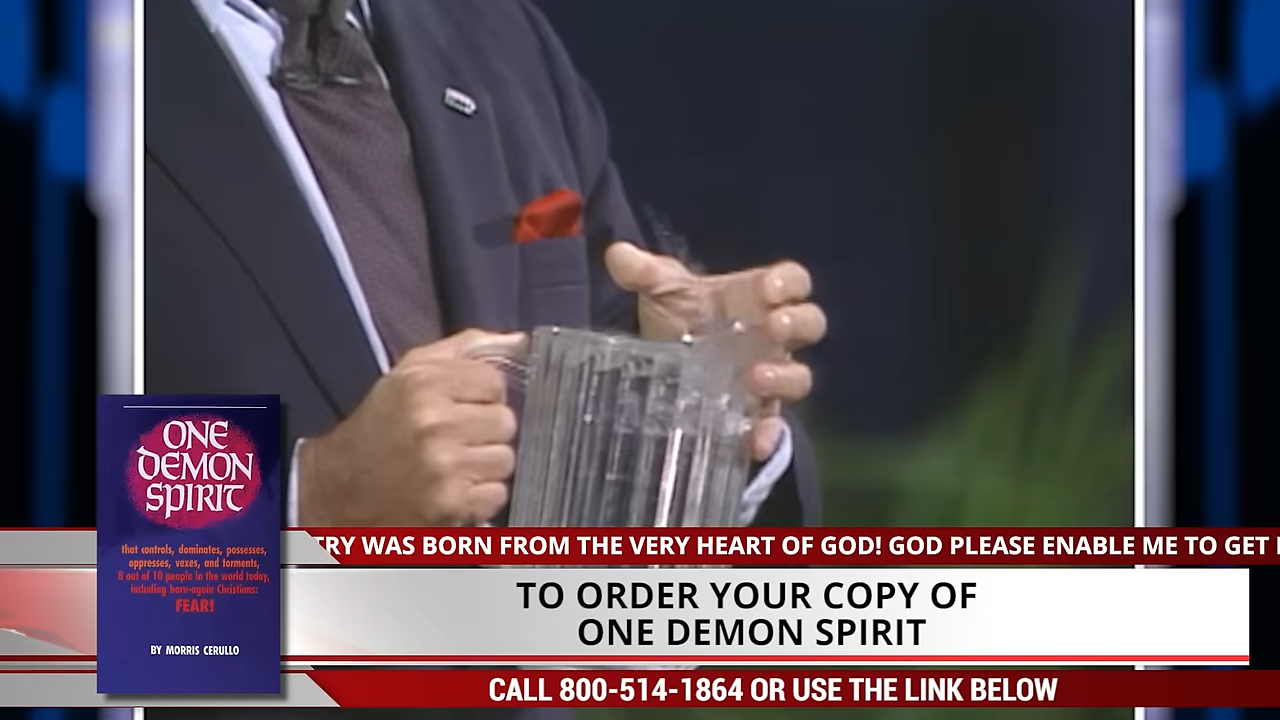 ONE
DEMON
SPIRIT
that controls, dominates, possesses,
oppresses, vexes, and torments,
8 out of 10 people in the world today,
including born-again Christians:
FEAR!
BY MORRIS CERULLO
TRY WAS BORN FROM THE VERY HEART OF GOD! GOD PLEASE ENABLE ME TO GET
TO ORDER YOUR COPY OF
ONE DEMON SPIRIT
CALL 800-514-1864 OR USE THE LINK BELOW